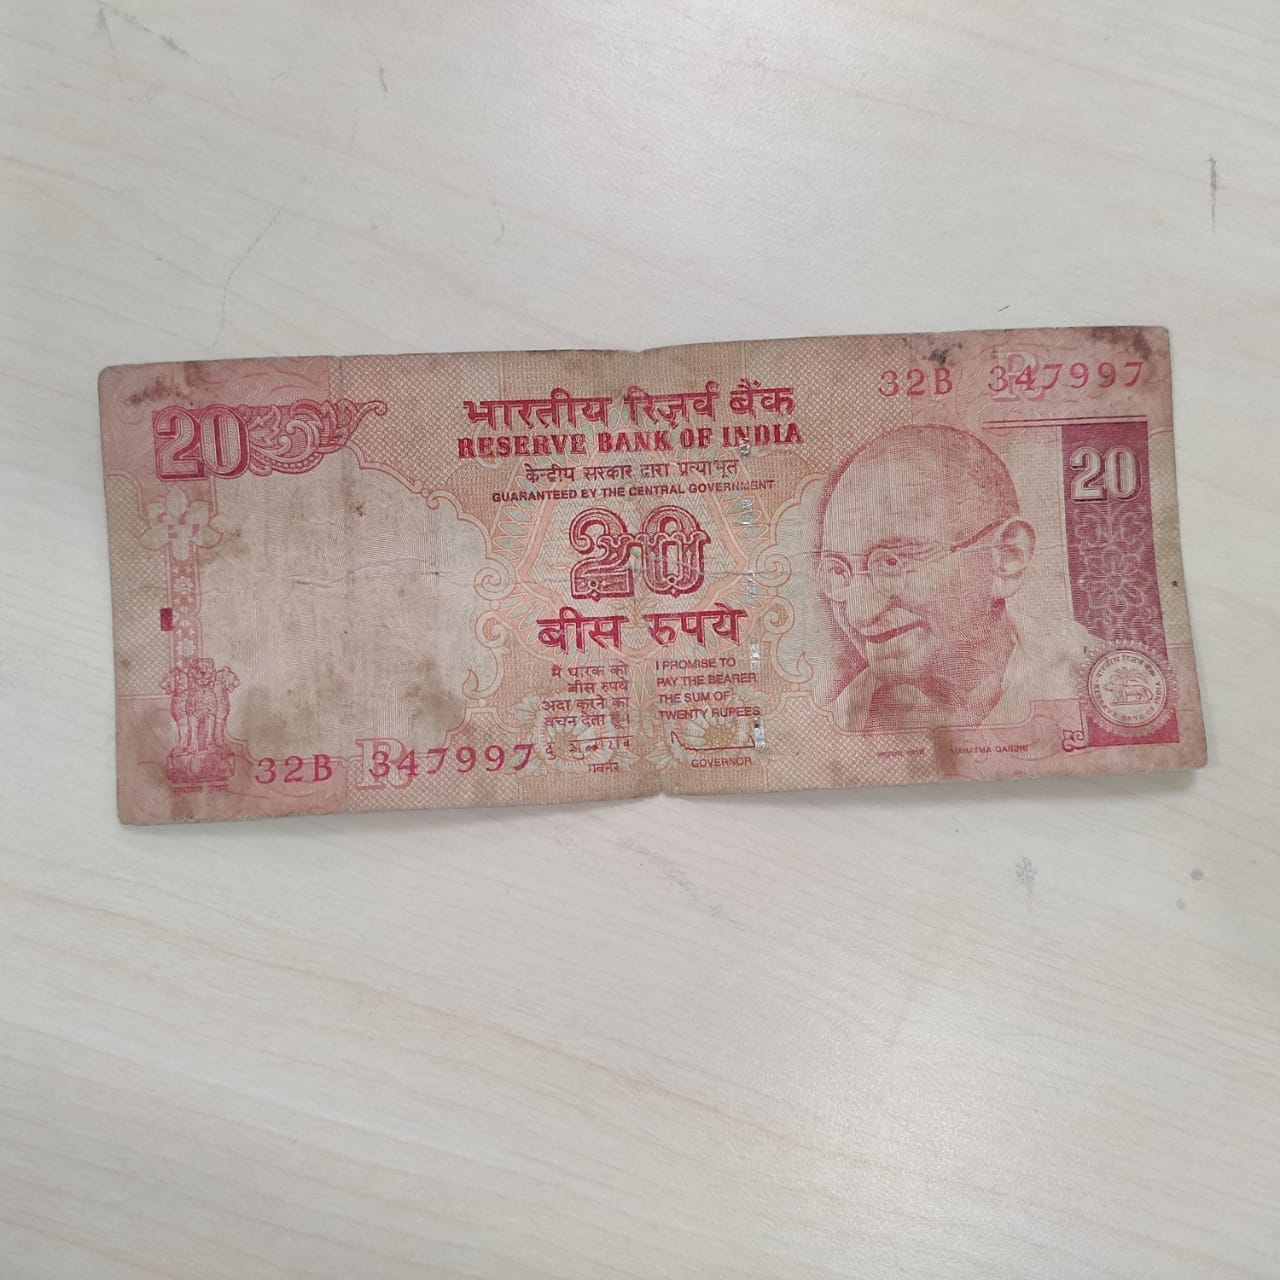 32B 347997
20
भारतीय रिज़र्व बैंक
RESERVE BANK OF INDIA
केन्द्रीय सरकार द्वारा प्रत्याभूत
GUARANTEED BY THE CENTRAL GOVERNMENT
20
20
बीस रुपये
मैं धारक को
बीस रुपये
अदा करने का
वचन देता हूँ।
गवर्नर
I PROMISE TO
PAY THE BEARER
THE SUM OF
TWENTY RUPEES
GOVERNOR
32B 347997
MAHATMA GANDHI